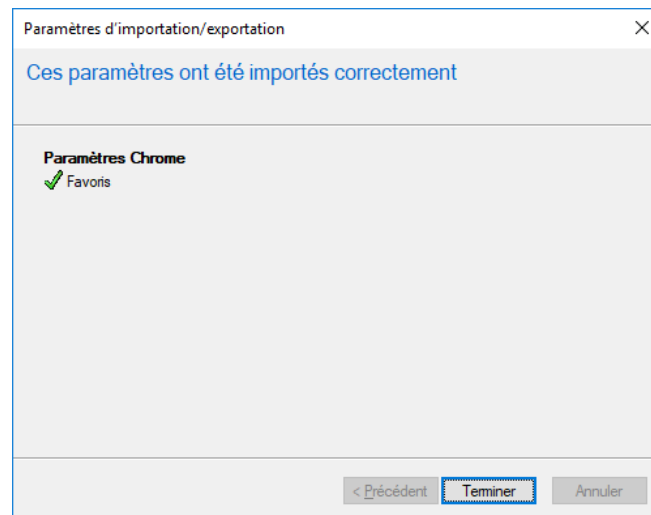 Paramètres d'importation/exportation
Ces paramètres ont été importés correctement
Paramètres Chrome
Favoris
< Précédent
Terminer
Annuler